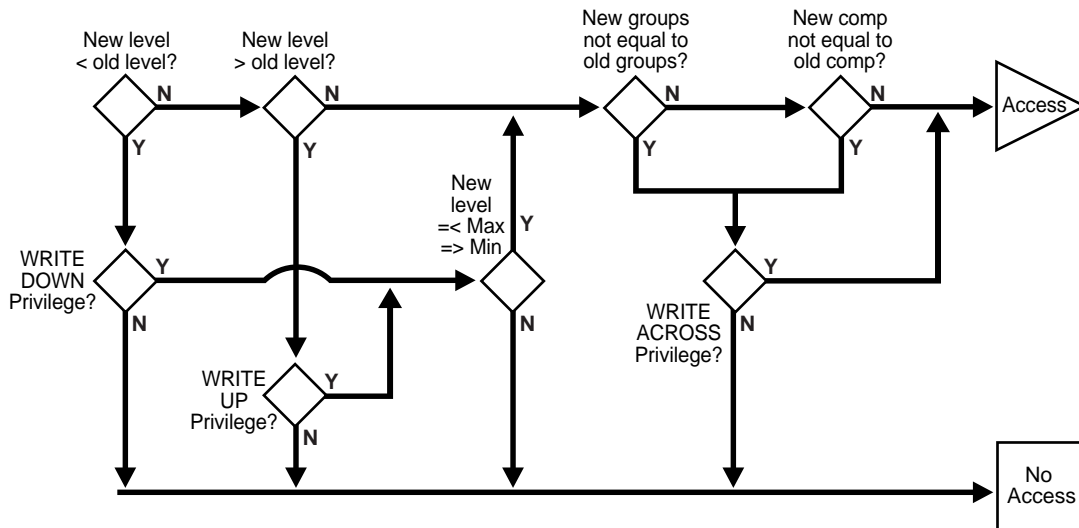 New level
< old level?
New level
> old level?
New groups
not equal to
old groups?
New comp
not equal to
old comp?
N
N
N
N
Access
Y
Y
Y
Y
New
level
=< Max
=> Min
Y
WRITE
DOWN
Privilege?
Y
Y
N
N
N
WRITE
ACROSS
Privilege?
WRITE
UP
Privilege?
Y
N
No
Access